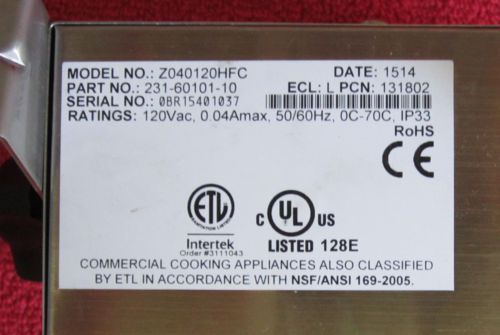 MODEL NO.: Z040120HFC DATE: 1514
PART NO.: 231-60101-10 ECL: L PCN: 131802
SERIAL NO.: 0BR15401037
RATINGS: 120Vac, 0.04Amax, 50/60Hz, 0C-70C, IP33
RoHS
CE
ETL
C UL US
Intertek LISTED 128E
Order #3111043
COMMERCIAL COOKING APPLIANCES ALSO CLASSIFIED
BY ETL IN ACCORDANCE WITH NSF/ANSI 169-2005.